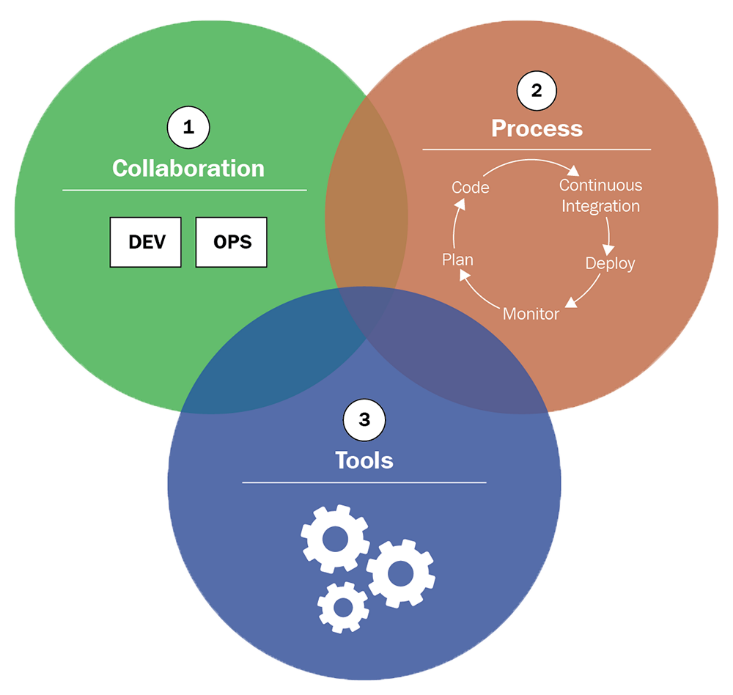 1
Collaboration
DEV
OPS
2
Process
Code
Continuous
Integration
Deploy
Monitor
Plan
3
Tools